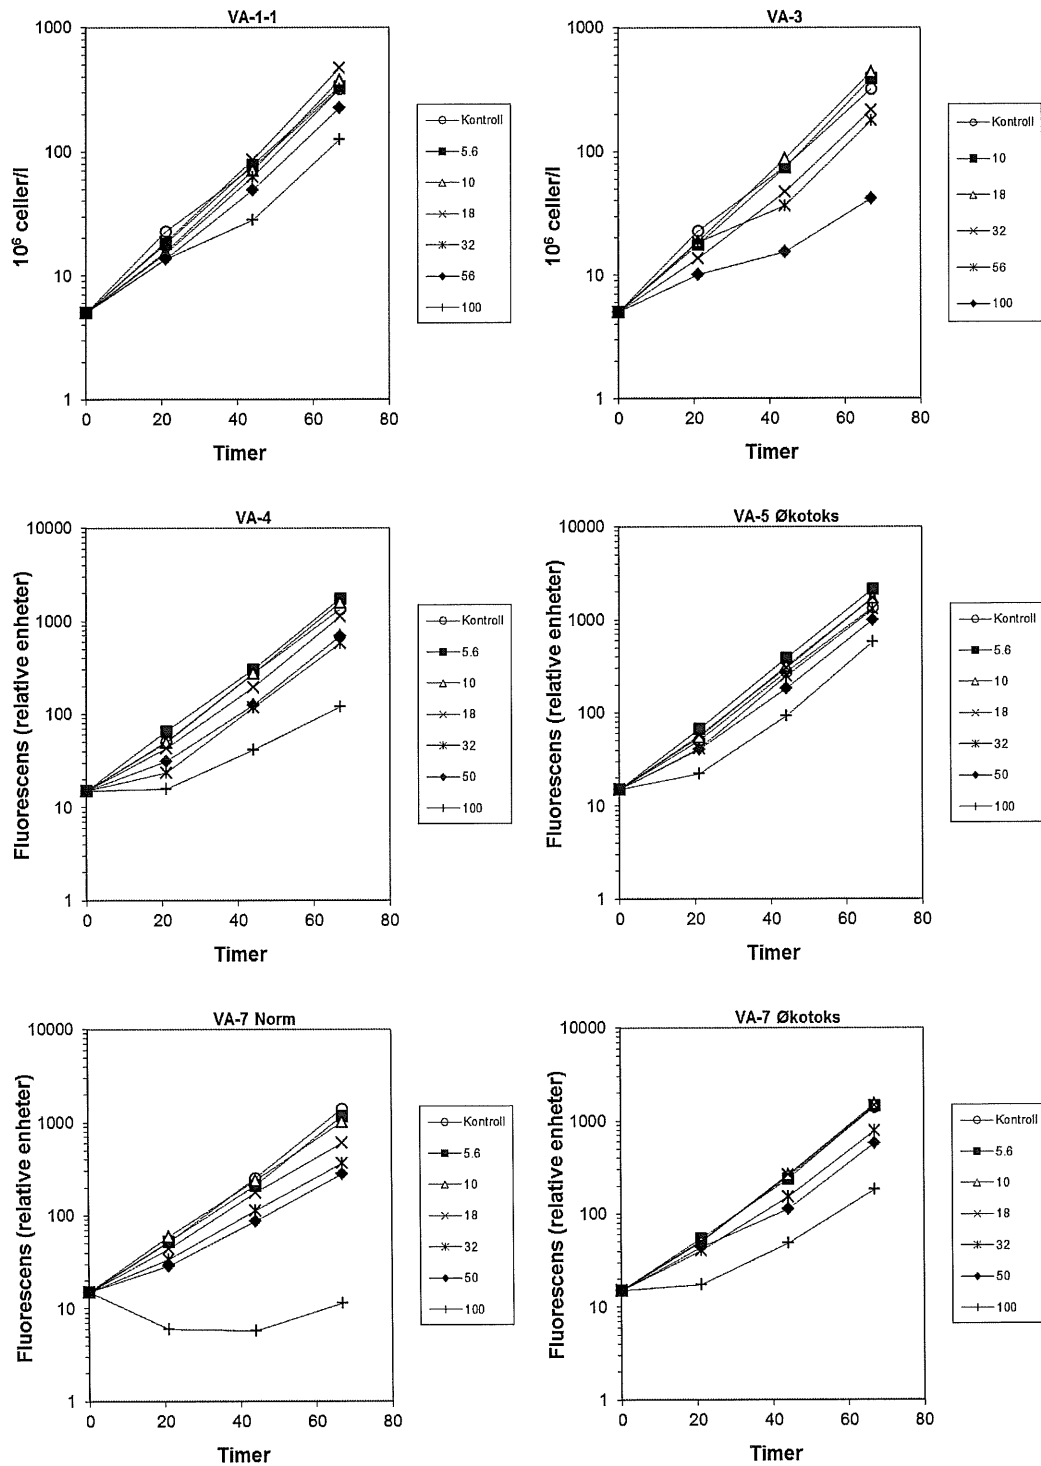 VA-1-1
1000
100
10
1
10⁶ celler/l
0 20 40 60 80
Timer
Kontroll
5.6
10
18
32
56
100
VA-3
1000
100
10
1
10⁶ celler/l
0 20 40 60 80
Timer
Kontroll
10
18
32
56
100
VA-4
10000
1000
100
10
1
Fluorescens (relative enheter)
0 20 40 60 80
Timer
Kontroll
5.6
10
18
32
50
100
VA-5 Økotoks
10000
1000
100
10
1
Fluorescens (relative enheter)
0 20 40 60 80
Timer
Kontroll
5.6
10
18
32
50
100
VA-7 Norm
10000
1000
100
10
1
Fluorescens (relative enheter)
0 20 40 60 80
Timer
Kontroll
5.6
10
18
32
50
100
VA-7 Økotoks
10000
1000
100
10
1
Fluorescens (relative enheter)
0 20 40 60 80
Timer
Kontroll
5.6
10
18
32
50
100